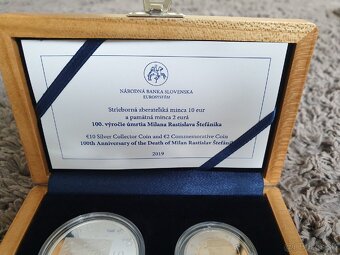 NÁRODNÁ BANKA SLOVENSKA
EUROSYSTÉM
Strieborná zberateľská minca 10 eur
a pamätná minca 2 eurá
100. výročie úmrtia Milana Rastislava Štefánika
€10 Silver Collector Coin and €2 Commemorative Coin
100th Anniversary of the Death of Milan Rastislav Štefánik
2019